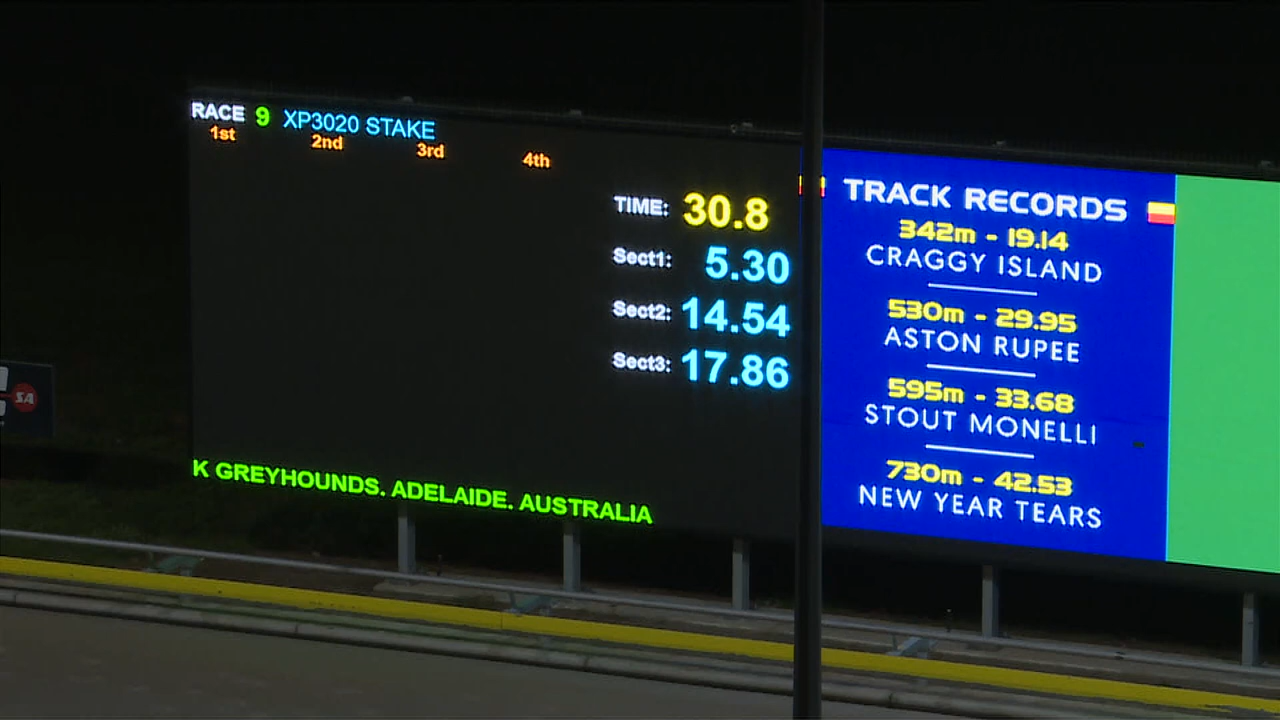 RACE 9 XP3020 STAKE
1st 2nd 3rd 4th
TIME: 30.8
Sect1: 5.30
Sect2: 14.54
Sect3: 17.86
K GREYHOUNDS. ADELAIDE. AUSTRALIA
TRACK RECORDS
342m - 19.14
CRAGGY ISLAND
530m - 29.95
ASTON RUPEE
595m - 33.68
STOUT MONELLI
730m - 42.53
NEW YEAR TEARS
SA